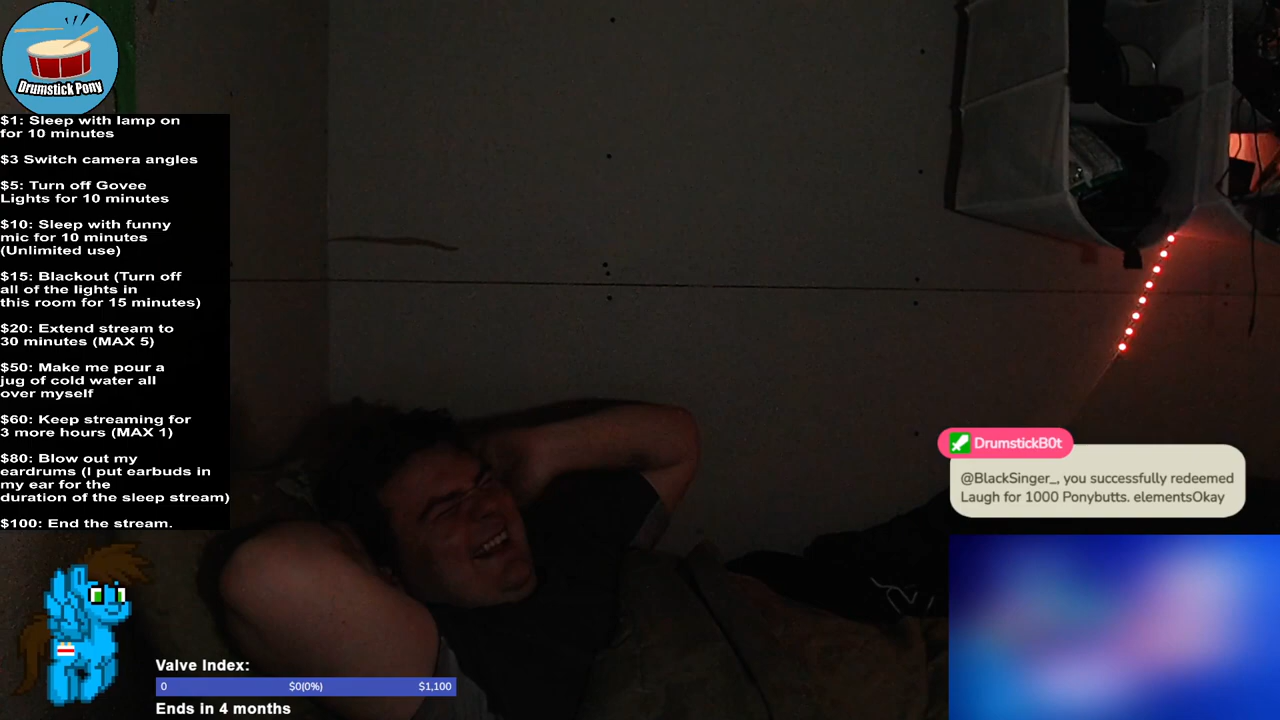 Drumstick Pony
$1: Sleep with lamp on
for 10 minutes
$3 Switch camera angles
$5: Turn off Govee
Lights for 10 minutes
$10: Sleep with funny
mic for 10 minutes
(Unlimited use)
$15: Blackout (Turn off
all of the lights in
this room for 15 minutes)
$20: Extend stream to
30 minutes (MAX 5)
$50: Make me pour a
jug of cold water all
over myself
$60: Keep streaming for
3 more hours (MAX 1)
$80: Blow out my
eardrums (I put earbuds in
my ear for the
duration of the sleep stream)
$100: End the stream.
DrumstickB0t
@BlackSinger_, you successfully redeemed
Laugh for 1000 Ponybutts. elementsOkay
Valve Index:
0 $0(0%) $1,100
Ends in 4 months